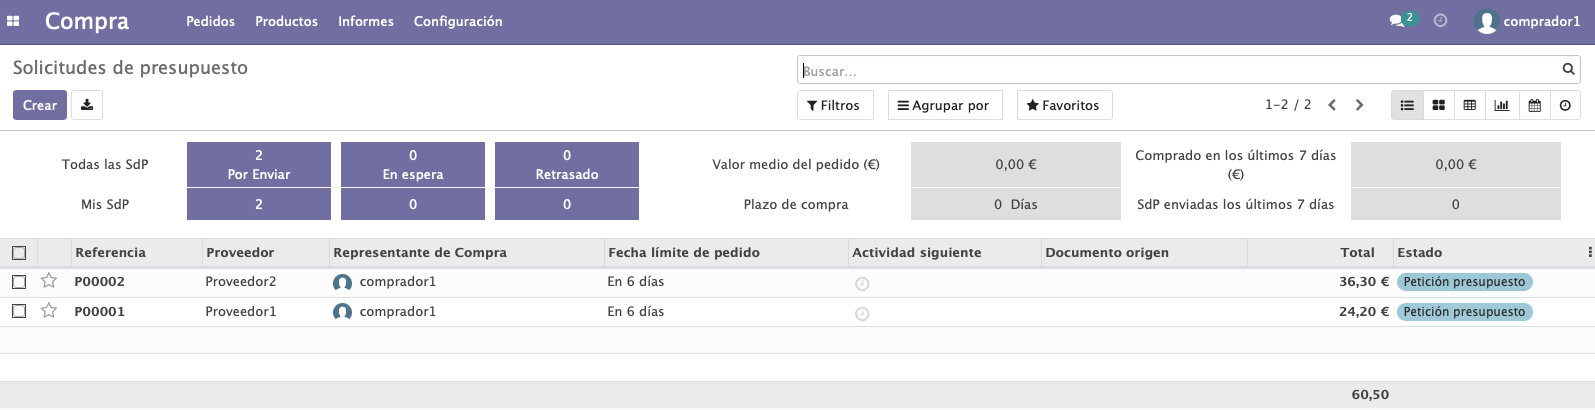 Compra Pedidos Productos Informes Configuración 2 comprador1
Solicitudes de presupuesto
Buscar...
Crear
Filtros Agrupar por Favoritos 1-2 / 2
Todas las SdP
2
Por Enviar
0
En espera
0
Retrasado
Valor medio del pedido (€) 0,00 €
Comprado en los últimos 7 días
(€)
0,00 €
Mis SdP 2 0 0 Plazo de compra 0 Días SdP enviadas los últimos 7 días 0
Referencia Proveedor Representante de Compra Fecha límite de pedido Actividad siguiente Documento origen Total Estado
P00002 Proveedor2 comprador1 En 6 días 36,30 € Petición presupuesto
P00001 Proveedor1 comprador1 En 6 días 24,20 € Petición presupuesto
60,50